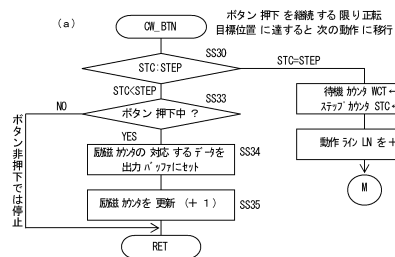 (a)
CW_BTN
ボタン 押下 を継続 する 限り正転
目標位置 に達すると 次の動作 に移行
SS30
STC:STEP
STC=STEP
STC<STEP
SS33
待機 カウンタ WCT←
ステップカウンタ STC←
NO
ボタン 押下中 ?
YES
動作 ライン LN を+
励磁 カウンタの 対応 するデータを
出力 バッファにセット
SS34
ボタン非押下では停止
M
励磁 カウンタを 更新 (+1)
SS35
RET